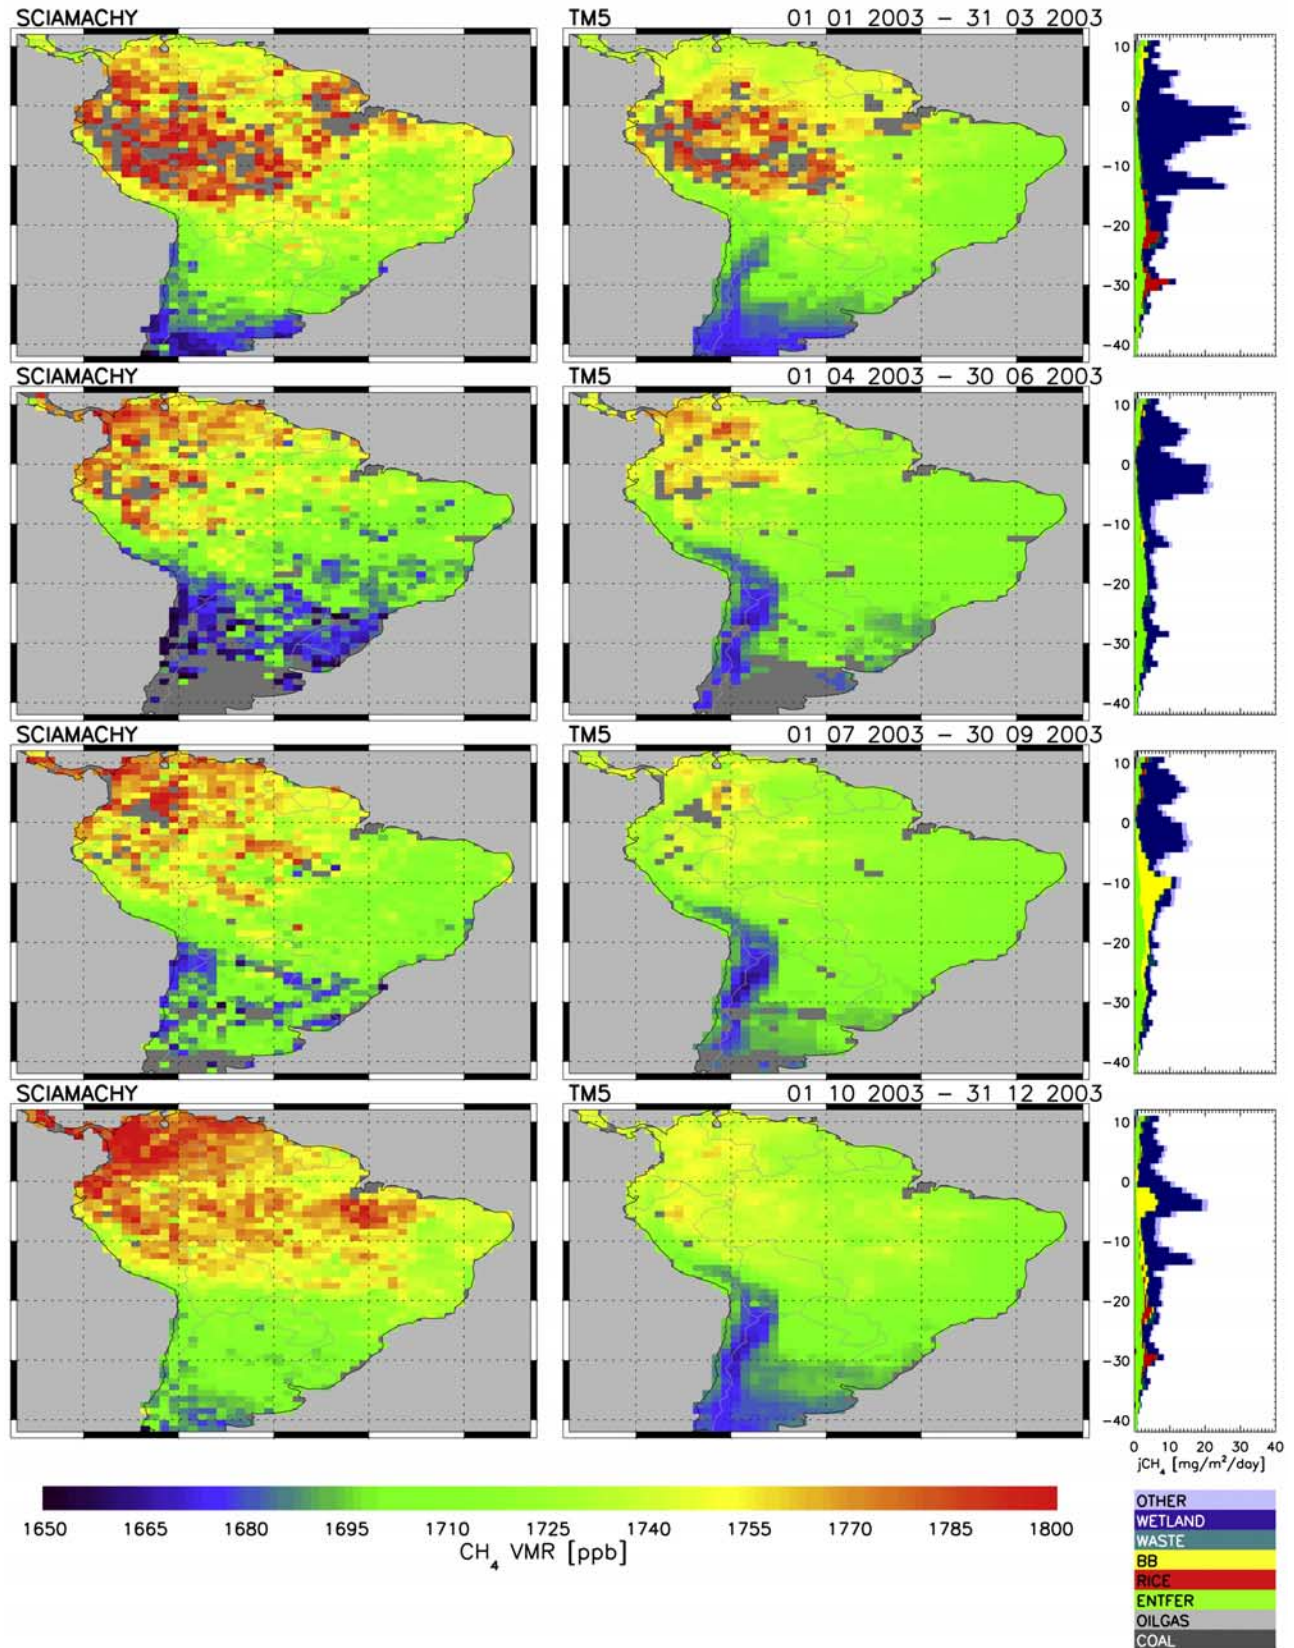 SCIAMACHY TM5 01 01 2003 – 31 03 2003
10
0
−10
−20
−30
−40
SCIAMACHY TM5 01 04 2003 – 30 06 2003
10
0
−10
−20
−30
−40
SCIAMACHY TM5 01 07 2003 – 30 09 2003
10
0
−10
−20
−30
−40
SCIAMACHY TM5 01 10 2003 – 31 12 2003
10
0
−10
−20
−30
−40
0 10 20 30 40
jCH₄ [mg/m²/day]
1650 1665 1680 1695 1710 1725 1740 1755 1770 1785 1800
CH₄ VMR [ppb]
OTHER
WETLAND
WASTE
BB
RICE
ENTFER
OILGAS
COAL